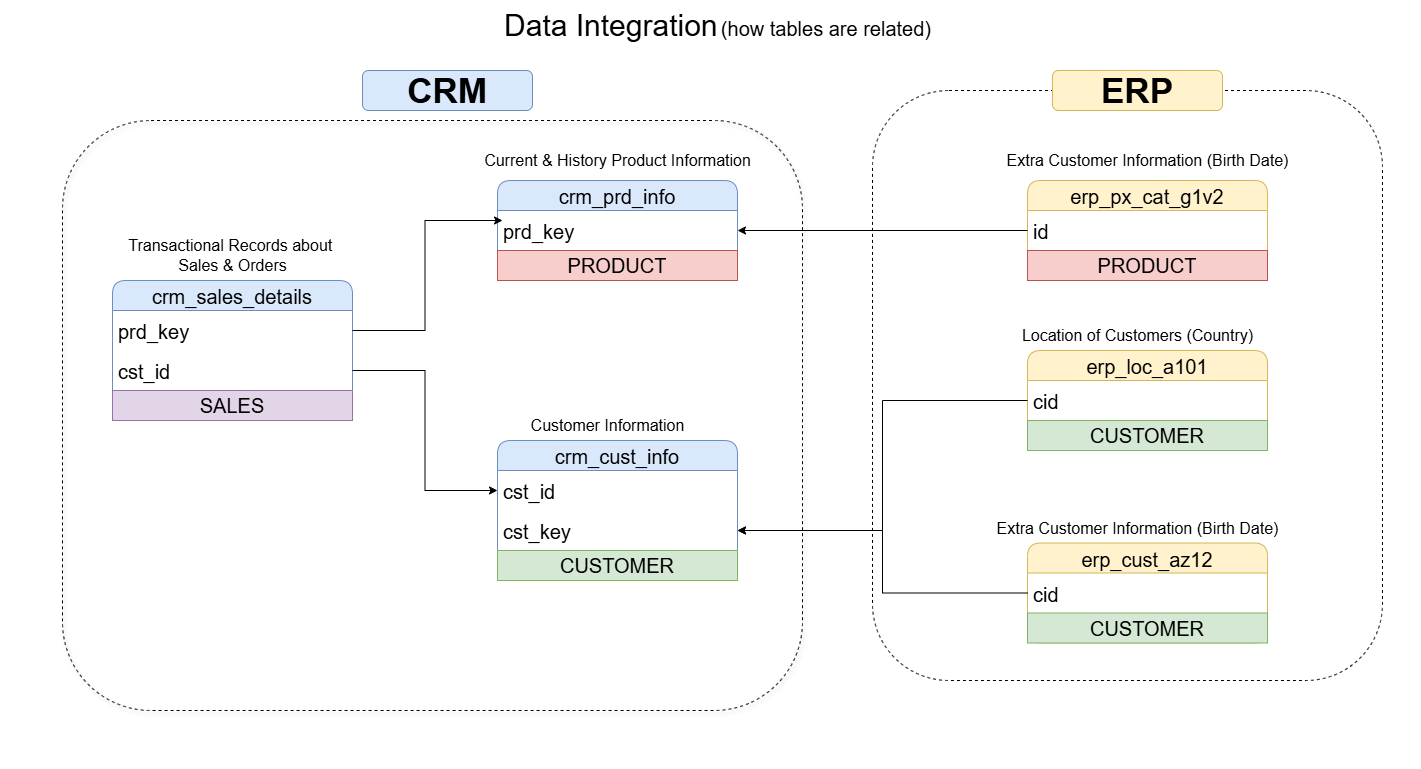 Data Integration (how tables are related)
CRM
Transactional Records about
Sales & Orders
crm_sales_details
prd_key
cst_id
SALES
Current & History Product Information
crm_prd_info
prd_key
PRODUCT
Customer Information
crm_cust_info
cst_id
cst_key
CUSTOMER
ERP
Extra Customer Information (Birth Date)
erp_px_cat_g1v2
id
PRODUCT
Location of Customers (Country)
erp_loc_a101
cid
CUSTOMER
Extra Customer Information (Birth Date)
erp_cust_az12
cid
CUSTOMER